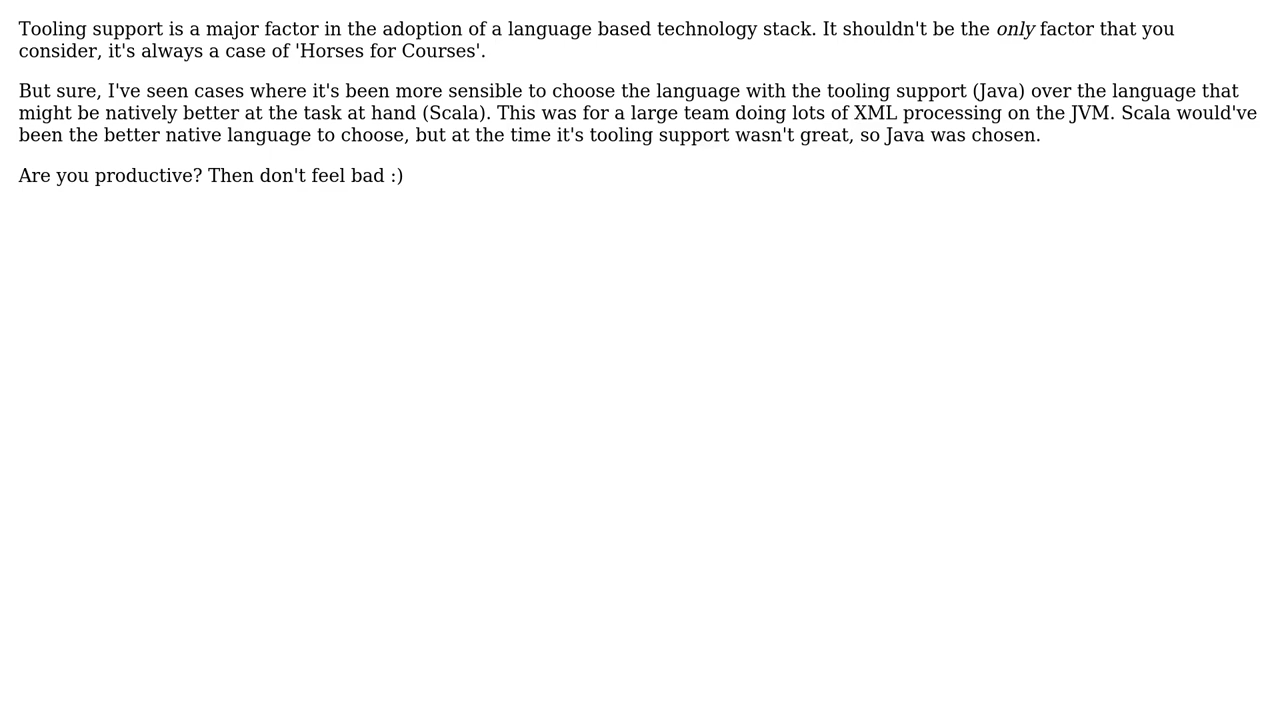 Tooling support is a major factor in the adoption of a language based technology stack. It shouldn't be the only factor that you
consider, it's always a case of 'Horses for Courses'.
But sure, I've seen cases where it's been more sensible to choose the language with the tooling support (Java) over the language that
might be natively better at the task at hand (Scala). This was for a large team doing lots of XML processing on the JVM. Scala would've
been the better native language to choose, but at the time it's tooling support wasn't great, so Java was chosen.
Are you productive? Then don't feel bad :)